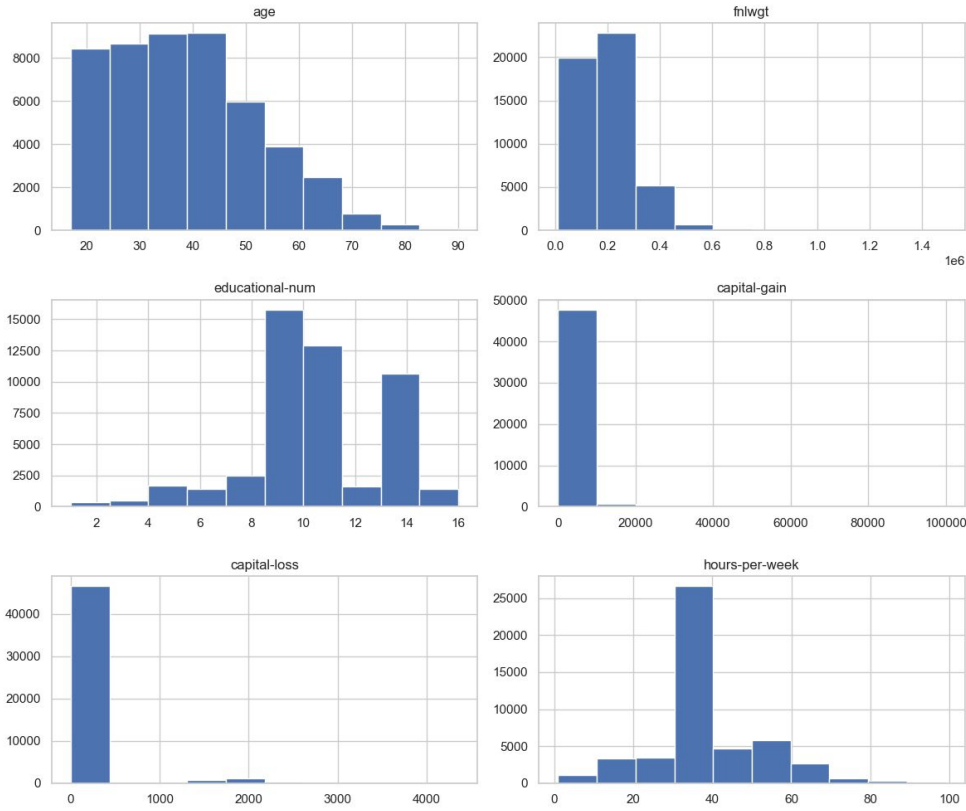 age
8000
6000
4000
2000
0
20 30 40 50 60 70 80 90
fnlwgt
20000
15000
10000
5000
0
0.0 0.2 0.4 0.6 0.8 1.0 1.2 1.4
1e6
educational-num
15000
12500
10000
7500
5000
2500
0
2 4 6 8 10 12 14 16
capital-gain
50000
40000
30000
20000
10000
0
0 20000 40000 60000 80000 100000
capital-loss
40000
30000
20000
10000
0
0 1000 2000 3000 4000
hours-per-week
25000
20000
15000
10000
5000
0
0 20 40 60 80 100